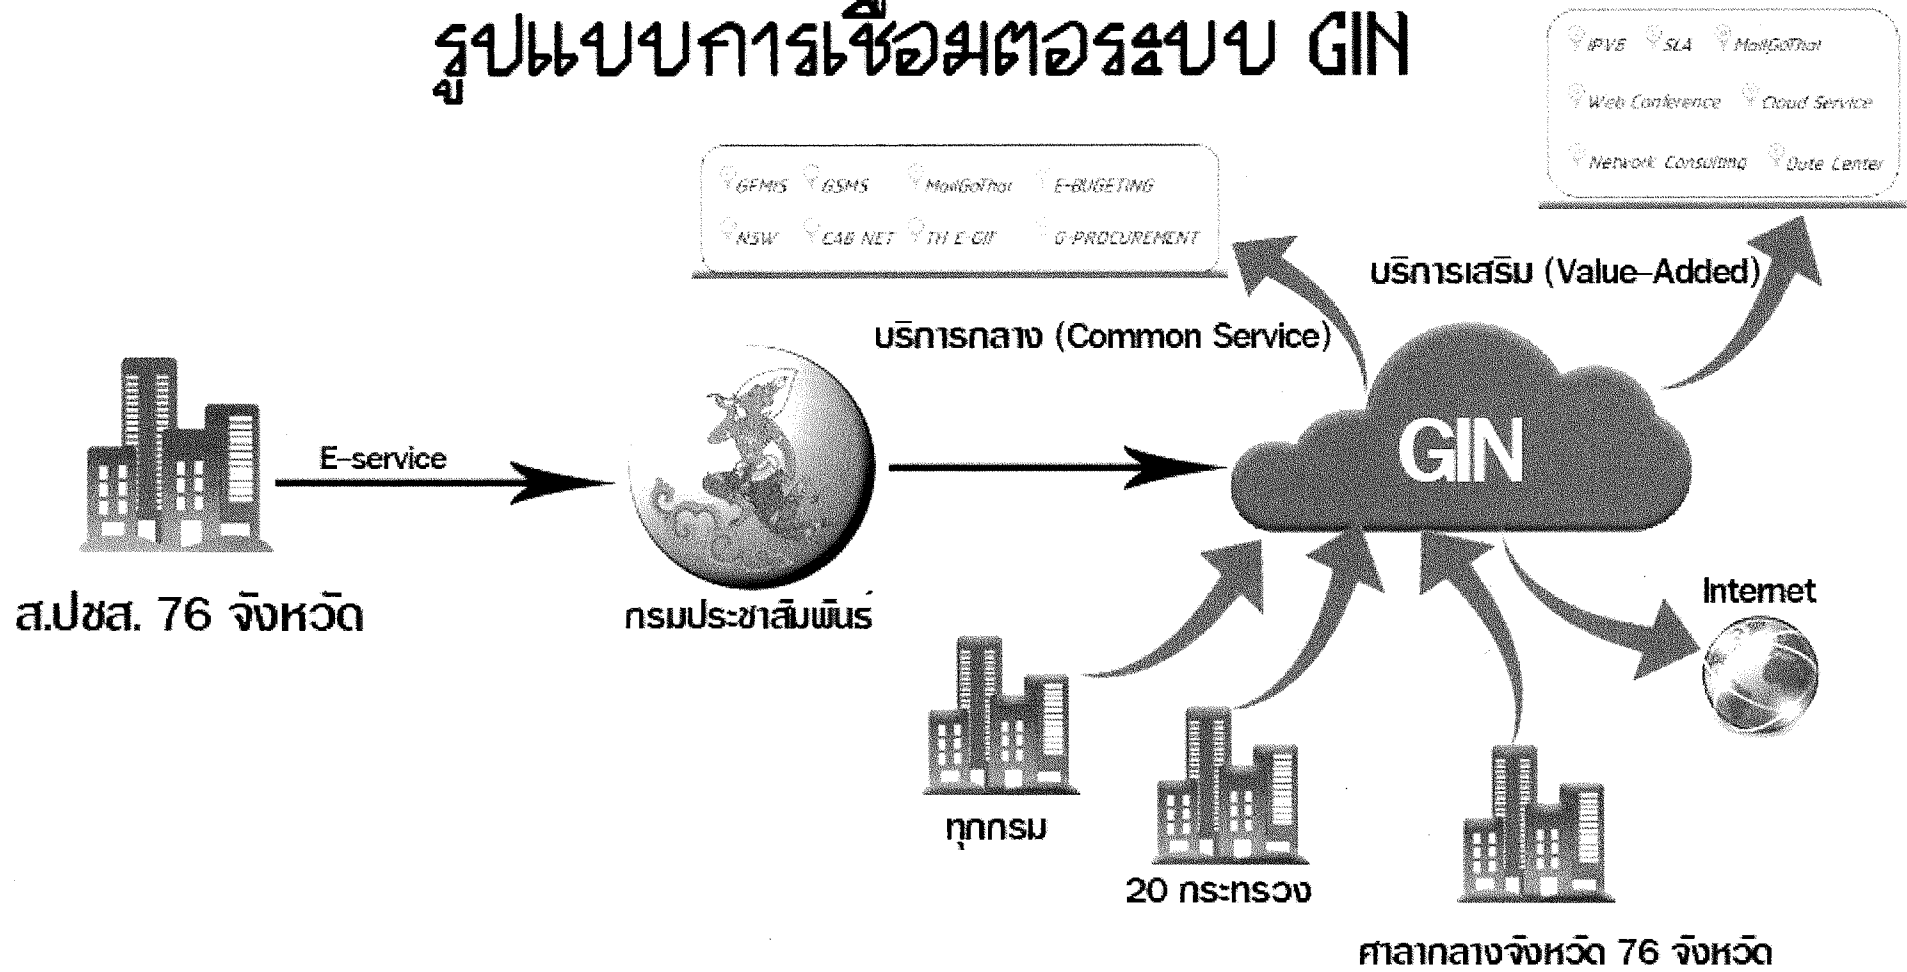 รูปแบบการเชื่อมต่อระบบ GIN
IPV6 SLA MailGoThai
Web Conference Cloud Service
Network Consulting Date Center
GFMIS GSMS MailGoThai E-BUGETING
NSW CAB NET TH E-GIF G-PROCUREMENT
บริการเสริม (Value-Added)
บริการกลาง (Common Service)
GIN
E-service
Internet
ส.ปชส. 76 จังหวัด
กรมประชาสัมพันธ์
ทุกกรม
20 กระทรวง
ศาลากลางจังหวัด 76 จังหวัด